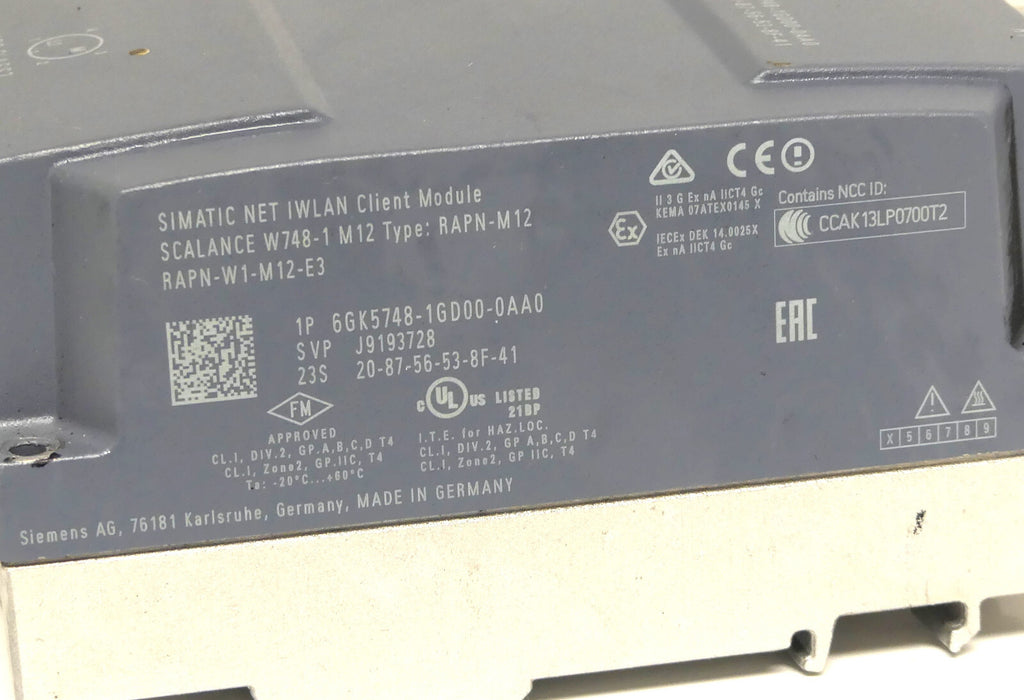 SIMATIC NET IWLAN Client Module
SCALANCE W748-1 M12 Type: RAPN-M12
RAPN-W1-M12-E3
1P 6GK5748-1GD00-0AA0
SVP J9193728
23S 20-87-56-53-8F-41
FM
APPROVED
CL.I, DIV.2, GP.A,B,C,D T4
CL.I, Zone2, GP.IIC, T4
Ta: -20°C...+60°C
c UL us LISTED
21BP
I.T.E. for HAZ.LOC.
CL.I, DIV.2, GP A,B,C,D T4
CL.I, Zone2, GP IIC, T4
Siemens AG, 76181 Karlsruhe, Germany, MADE IN GERMANY
CE
Ex
II 3 G Ex nA IICT4 Gc
KEMA 07ATEX0145 X
IECEx DEK 14.0025X
Ex nA IICT4 Gc
Contains NCC ID:
CCAK13LP0700T2
EAC
X 5 6 7 8 9